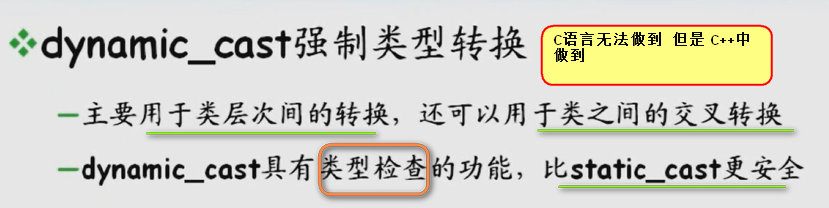 dynamic_cast强制类型转换
C语言无法做到 但是 C++中
做到
主要用于类层次间的转换，还可以用于类之间的交叉转换
dynamic_cast具有类型检查的功能，比static_cast更安全